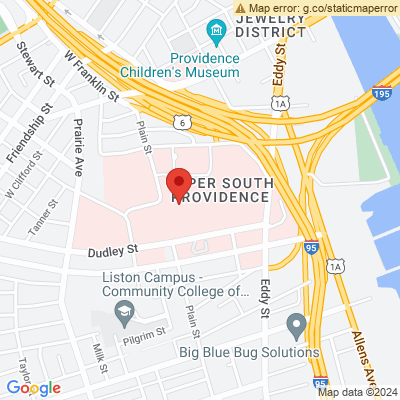 Map error: g.co/staticmaperror
JEWELRY
DISTRICT
Stewart St
W Franklin St
Providence
Children's Museum
Eddy St
195
1A
Friendship St
Prairie Ave
Plain St
6
W Clifford St
PER SOUTH
PROVIDENCE
Tanner St
Dudley St
95
1A
Liston Campus -
Community College of...
Eddy St
Plain St
Pilgrim St
Big Blue Bug Solutions
Allens Ave
Taylor
Milk St
95
Google
Map data ©2024